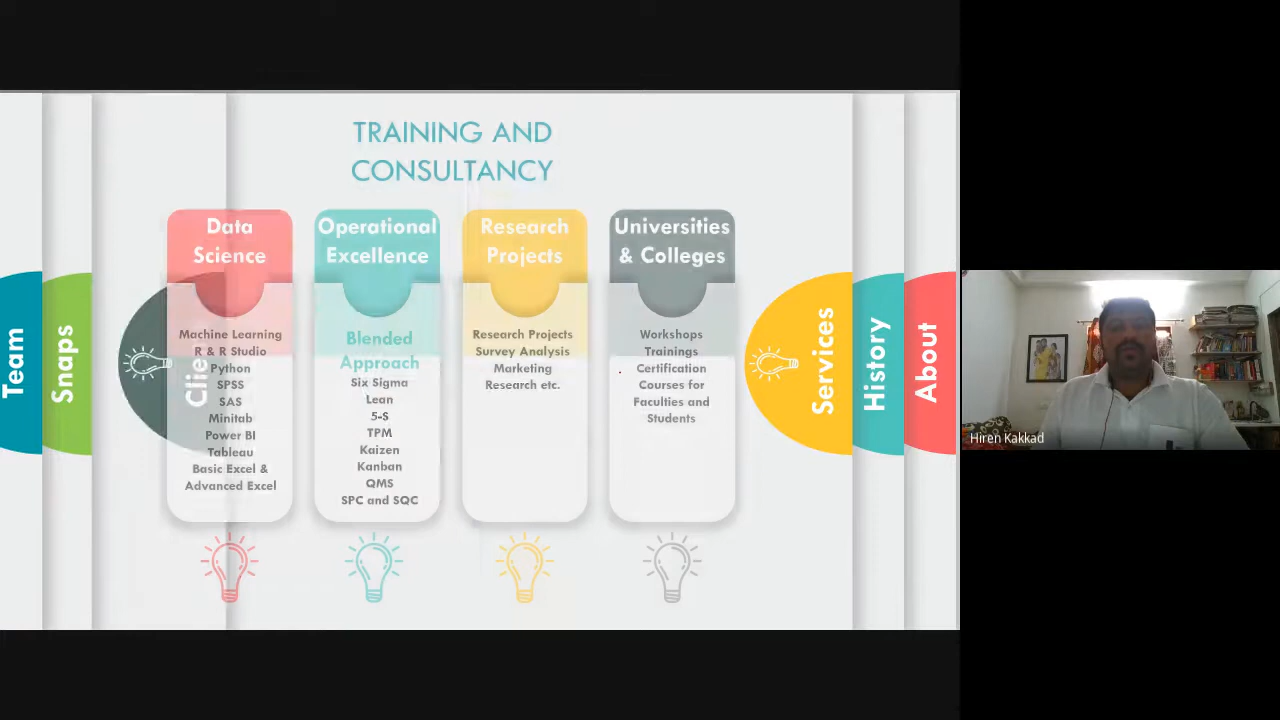 TRAINING AND
CONSULTANCY
Data
Science
Machine Learning
R & R Studio
Python
SPSS
SAS
Minitab
Power BI
Tableau
Basic Excel &
Advanced Excel
Operational
Excellence
Blended
Approach
Six Sigma
Lean
5-S
TPM
Kaizen
Kanban
QMS
SPC and SQC
Research
Projects
Research Projects
Survey Analysis
Marketing
Research etc.
Universities
& Colleges
Workshops
Trainings
Certification
Courses for
Faculties and
Students
Team
Snaps
Services
History
About
Hiren Kakkad